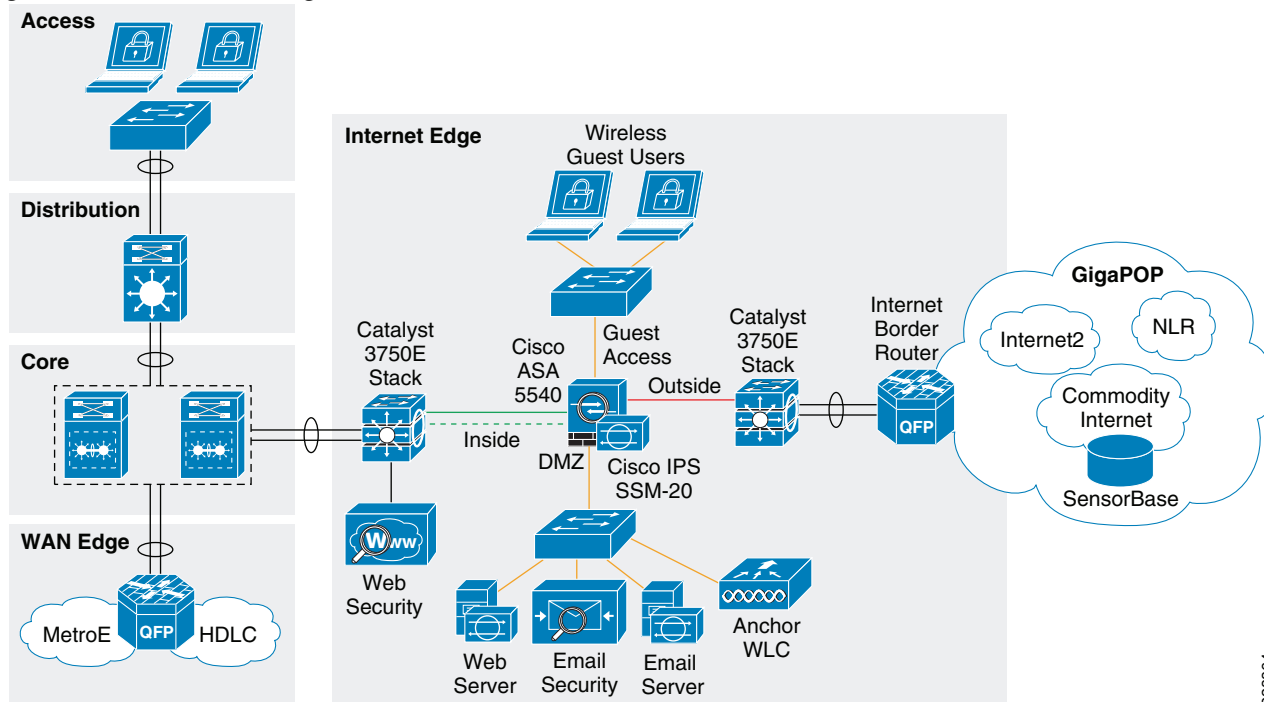 Access
Distribution
Core
WAN Edge
MetroE
QFP
HDLC
Internet Edge
Wireless
Guest Users
Guest
Access
Catalyst
3750E
Stack
Cisco
ASA
5540
Inside
Outside
DMZ
Cisco IPS
SSM-20
Catalyst
3750E
Stack
Internet
Border
Router
QFP
Www
Web
Security
Web
Server
Email
Security
Email
Server
Anchor
WLC
GigaPOP
Internet2
NLR
Commodity
Internet
SensorBase